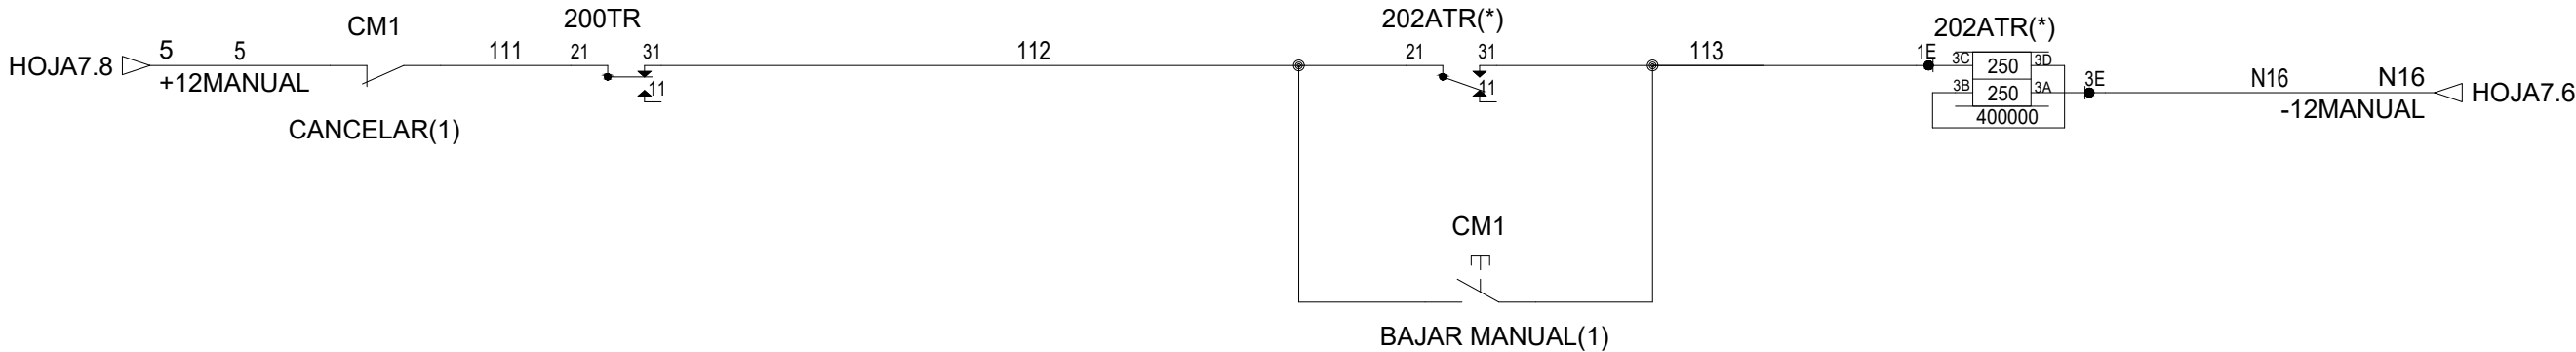 200TR
202ATR(*)
202ATR(*)
CM1
5
5
111
21
31
112
21
31
113
1E
3C
250
3D
HOJA7.8
+12MANUAL
11
11
3B
250
3A
3E
N16
N16
HOJA7.6
-12MANUAL
400000
CANCELAR(1)
CM1
BAJAR MANUAL(1)